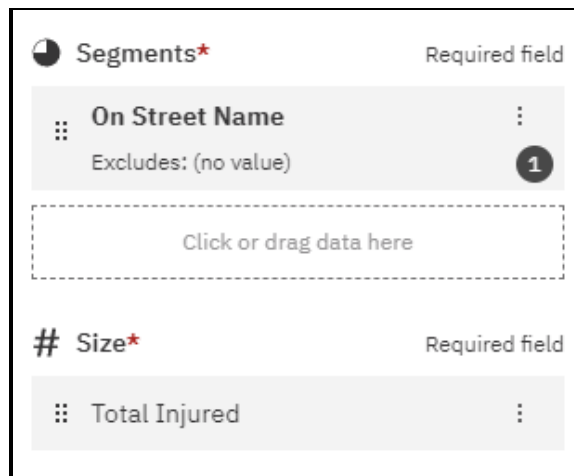 Segments* Required field
On Street Name
Excludes: (no value)
1
Click or drag data here
# Size* Required field
Total Injured